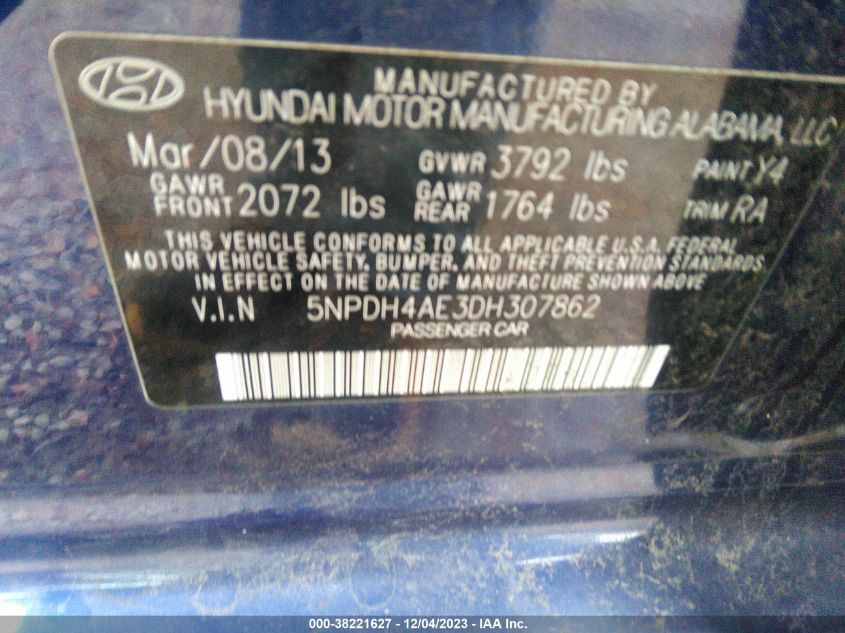 MANUFACTURED BY
HYUNDAI MOTOR MANUFACTURING ALABAMA, LLC
Mar/08/13 GVWR 3792 lbs PAINT Y4
GAWR FRONT 2072 lbs GAWR REAR 1764 lbs TRIM RA
THIS VEHICLE CONFORMS TO ALL APPLICABLE U.S.A. FEDERAL
MOTOR VEHICLE SAFETY, BUMPER, AND THEFT PREVENTION STANDARDS
IN EFFECT ON THE DATE OF MANUFACTURE SHOWN ABOVE
V.I.N 5NPDH4AE3DH307862
PASSENGER CAR
000-38221627 - 12/04/2023 - IAA Inc.